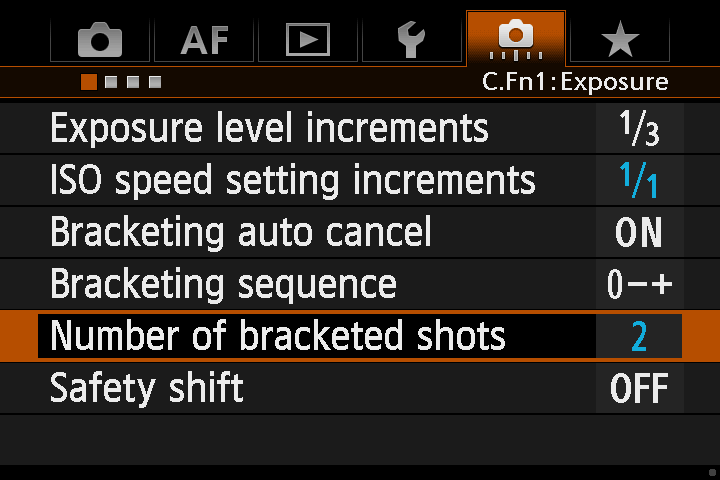 AF
C.Fn1:Exposure
Exposure level increments 1/3
ISO speed setting increments 1/1
Bracketing auto cancel ON
Bracketing sequence 0−+
Number of bracketed shots 2
Safety shift OFF